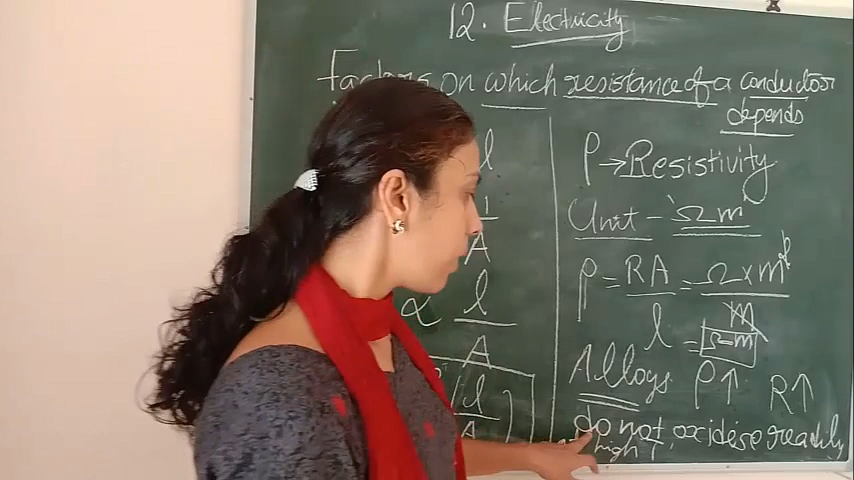 12. Electricity
Factors on which resistance of a conductor
depends
l
1
A
∝ l
A
l
A
ρ → Resistivity
Unit - "Ω m"
ρ = RA = Ω × m²
l m
= Ω-m
Alloys ρ↑ R↑
do not oxidise readily
high T.